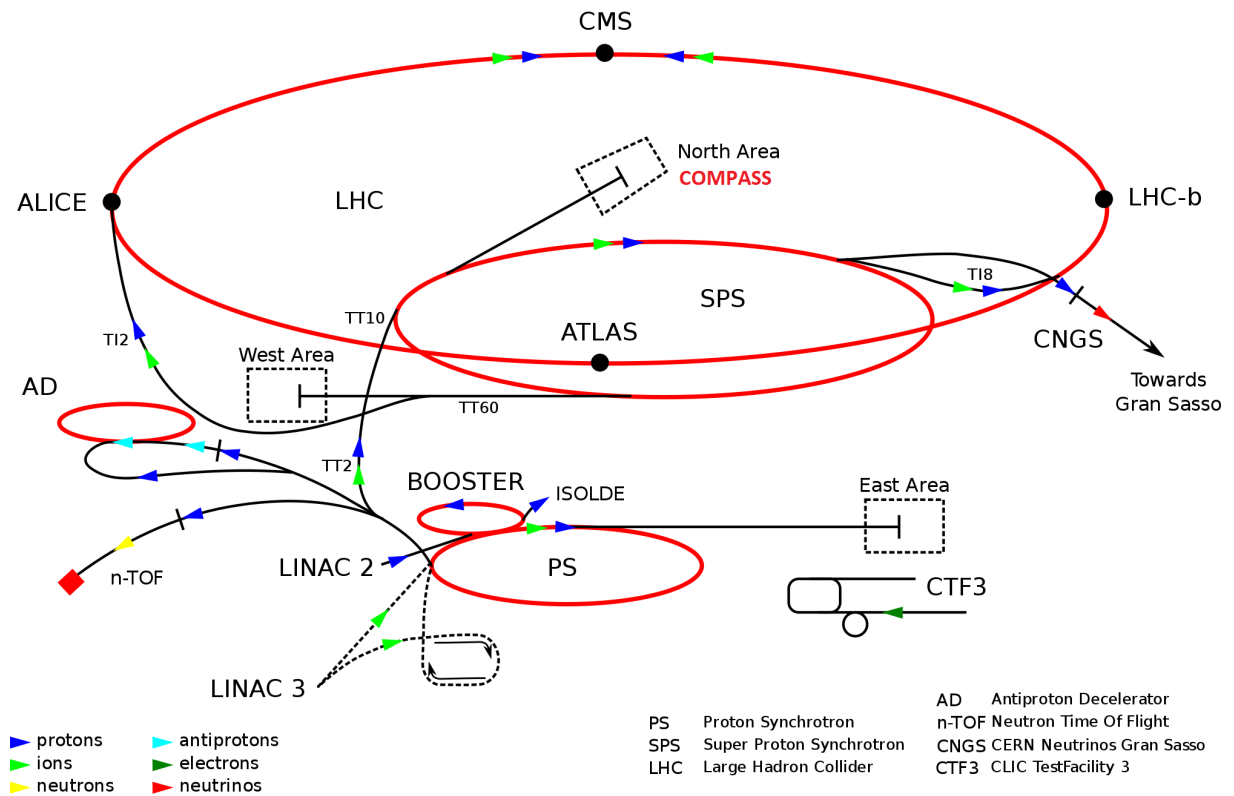 CMS
North Area
COMPASS
ALICE
LHC
LHC-b
TI8
SPS
TT10
ATLAS
CNGS
TI2
West Area
AD
Towards
Gran Sasso
TT60
TT2
BOOSTER
ISOLDE
East Area
LINAC 2
PS
n-TOF
CTF3
LINAC 3
protons
ions
neutrons
antiprotons
electrons
neutrinos
PS Proton Synchrotron
SPS Super Proton Synchrotron
LHC Large Hadron Collider
AD Antiproton Decelerator
n-TOF Neutron Time Of Flight
CNGS CERN Neutrinos Gran Sasso
CTF3 CLIC TestFacility 3